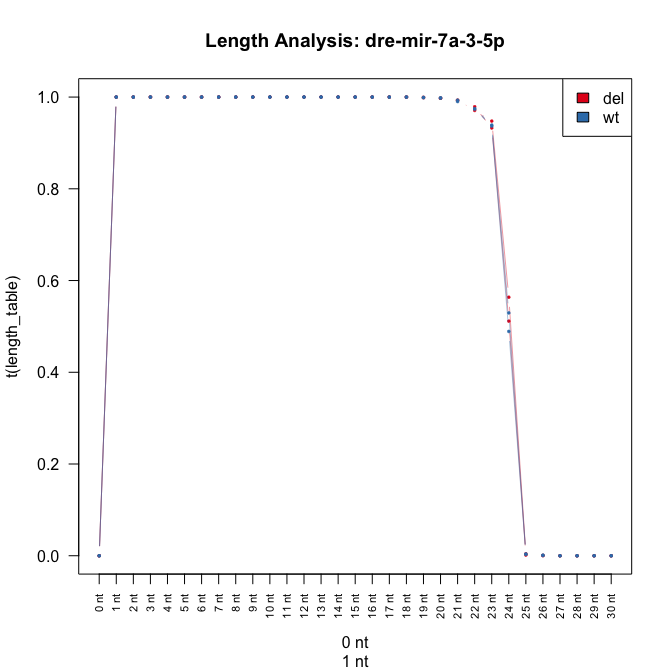 Length Analysis: dre-mir-7a-3-5p
del
wt
t(length_table)
1.0
0.8
0.6
0.4
0.2
0.0
0 nt
1 nt
2 nt
3 nt
4 nt
5 nt
6 nt
7 nt
8 nt
9 nt
10 nt
11 nt
12 nt
13 nt
14 nt
15 nt
16 nt
17 nt
18 nt
19 nt
20 nt
21 nt
22 nt
23 nt
24 nt
25 nt
26 nt
27 nt
28 nt
29 nt
30 nt
0 nt
1 nt